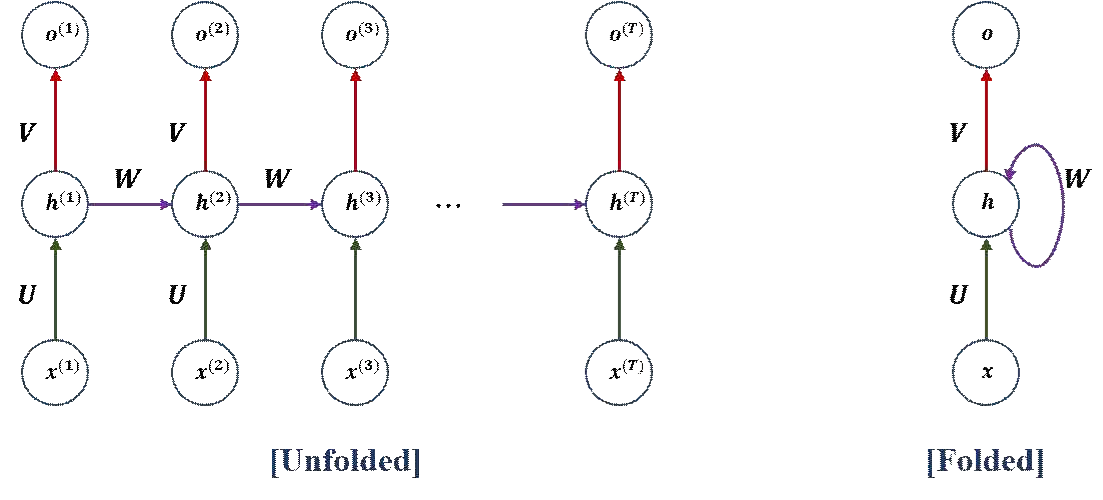 o(1) o(2) o(3) o(T) o
V V V
W W W
h(1) h(2) h(3) ... h(T) h
U U U
x(1) x(2) x(3) x(T) x
[Unfolded] [Folded]